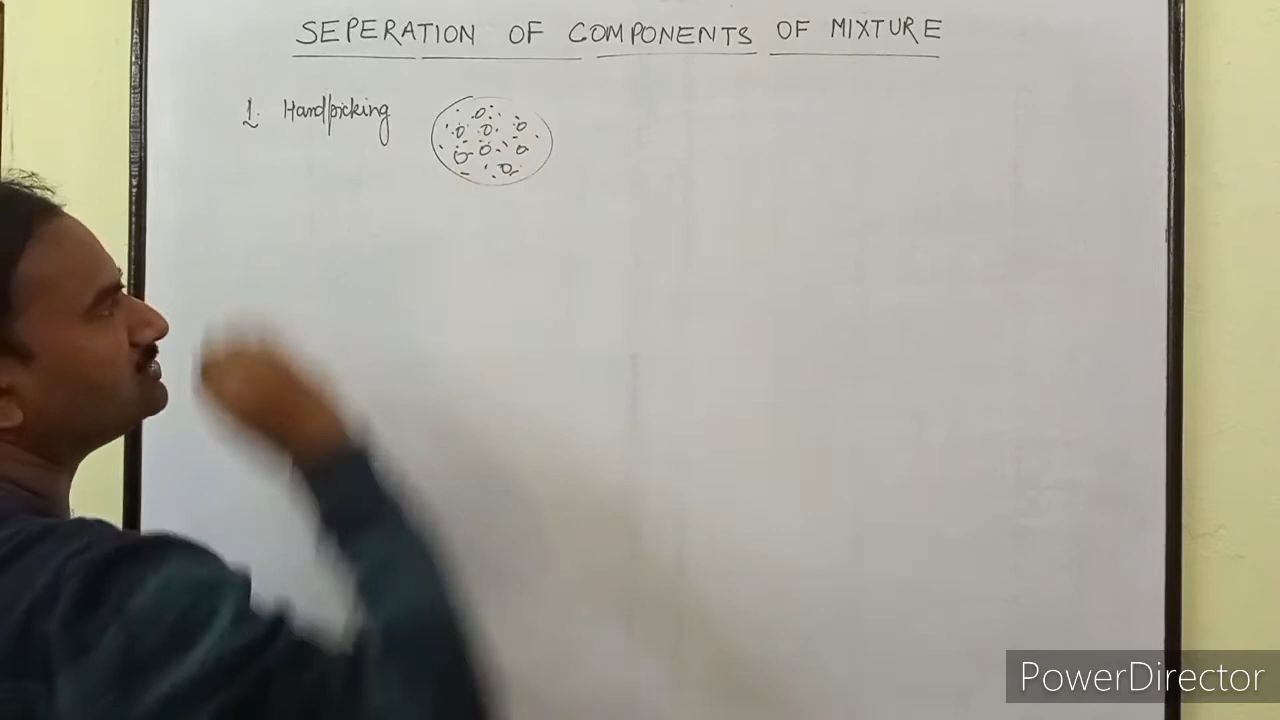 SEPERATION OF COMPONENTS OF MIXTURE
1. Handpicking
PowerDirector